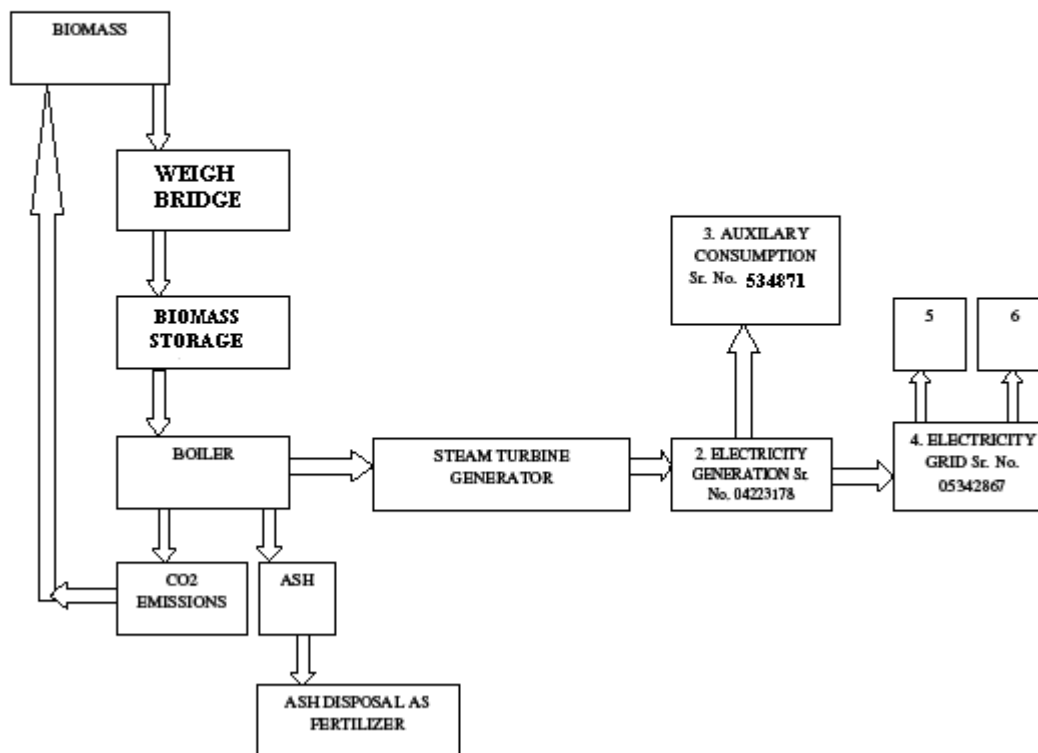 BIOMASS
WEIGH
BRIDGE
BIOMASS
STORAGE
3. AUXILARY
CONSUMPTION
Sr. No. 534871
5
6
BOILER
STEAM TURBINE
GENERATOR
2. ELECTRICITY
GENERATION Sr.
No. 04223178
4. ELECTRICITY
GRID Sr. No.
05342867
CO2
EMISSIONS
ASH
ASH DISPOSAL AS
FERTILIZER